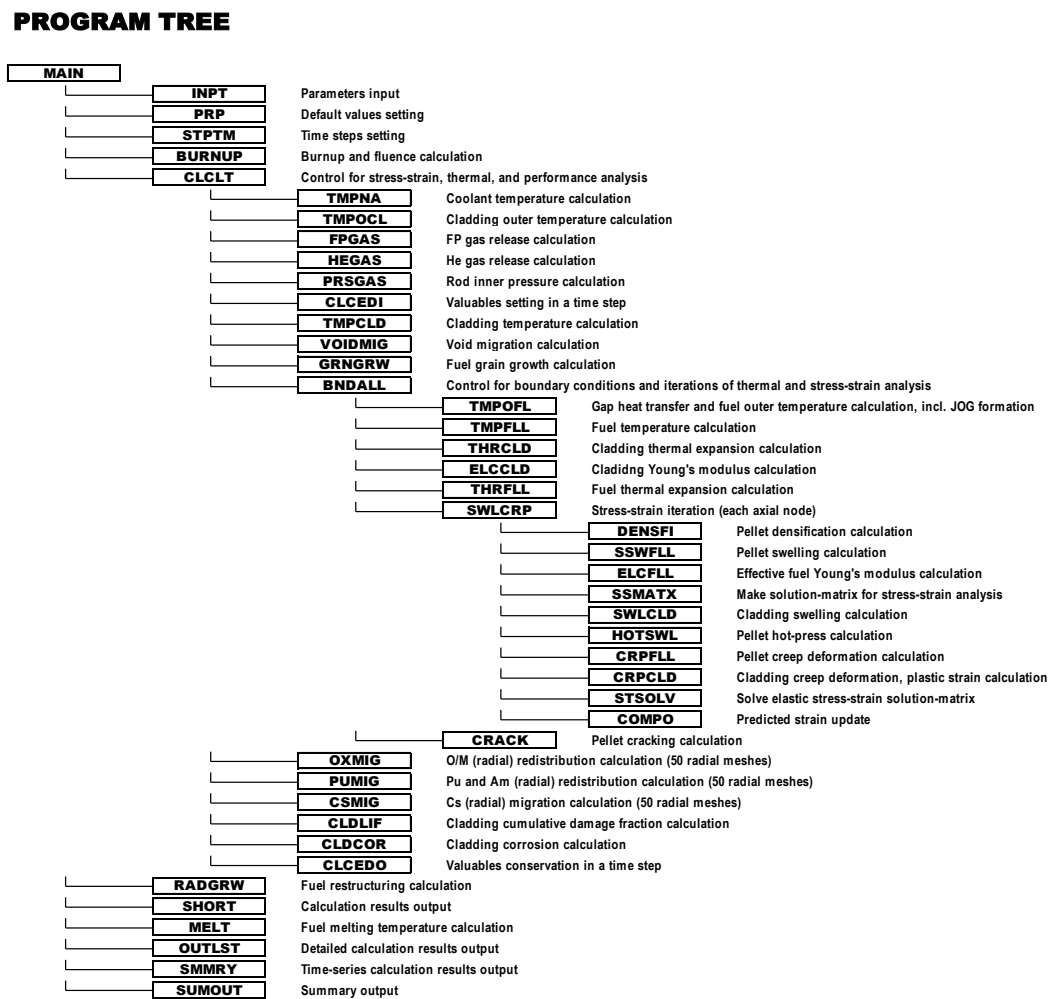 PROGRAM TREE
MAIN
INPT Parameters input
PRP Default values setting
STPTM Time steps setting
BURNUP Burnup and fluence calculation
CLCLT Control for stress-strain, thermal, and performance analysis
TMPNA Coolant temperature calculation
TMPOCL Cladding outer temperature calculation
FPGAS FP gas release calculation
HEGAS He gas release calculation
PRSGAS Rod inner pressure calculation
CLCEDI Valuables setting in a time step
TMPCLD Cladding temperature calculation
VOIDMIG Void migration calculation
GRNGRW Fuel grain growth calculation
BNDALL Control for boundary conditions and iterations of thermal and stress-strain analysis
TMPOFL Gap heat transfer and fuel outer temperature calculation, incl. JOG formation
TMPFLL Fuel temperature calculation
THRCLD Cladding thermal expansion calculation
ELCCLD Cladidng Young's modulus calculation
THRFLL Fuel thermal expansion calculation
SWLCRP Stress-strain iteration (each axial node)
DENSFI Pellet densification calculation
SSWFLL Pellet swelling calculation
ELCFLL Effective fuel Young's modulus calculation
SSMATX Make solution-matrix for stress-strain analysis
SWLCLD Cladding swelling calculation
HOTSWL Pellet hot-press calculation
CRPFLL Pellet creep deformation calculation
CRPCLD Cladding creep deformation, plastic strain calculation
STSOLV Solve elastic stress-strain solution-matrix
COMPO Predicted strain update
CRACK Pellet cracking calculation
OXMIG O/M (radial) redistribution calculation (50 radial meshes)
PUMIG Pu and Am (radial) redistribution calculation (50 radial meshes)
CSMIG Cs (radial) migration calculation (50 radial meshes)
CLDLIF Cladding cumulative damage fraction calculation
CLDCOR Cladding corrosion calculation
CLCEDO Valuables conservation in a time step
RADGRW Fuel restructuring calculation
SHORT Calculation results output
MELT Fuel melting temperature calculation
OUTLST Detailed calculation results output
SMMRY Time-series calculation results output
SUMOUT Summary output